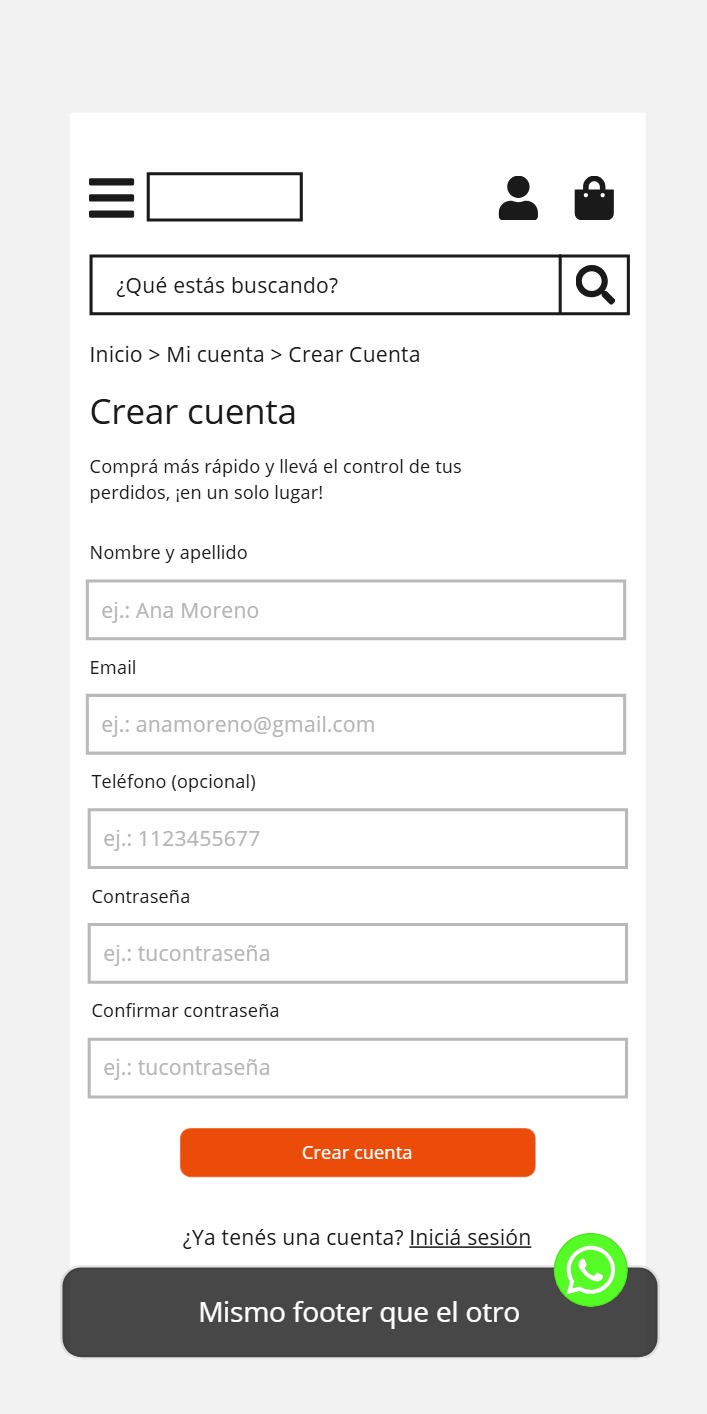 ¿Qué estás buscando?
Inicio > Mi cuenta > Crear Cuenta
Crear cuenta
Comprá más rápido y llevá el control de tus
perdidos, ¡en un solo lugar!
Nombre y apellido
ej.: Ana Moreno
Email
ej.: anamoreno@gmail.com
Teléfono (opcional)
ej.: 1123455677
Contraseña
ej.: tucontraseña
Confirmar contraseña
ej.: tucontraseña
Crear cuenta
¿Ya tenés una cuenta? Iniciá sesión
Mismo footer que el otro